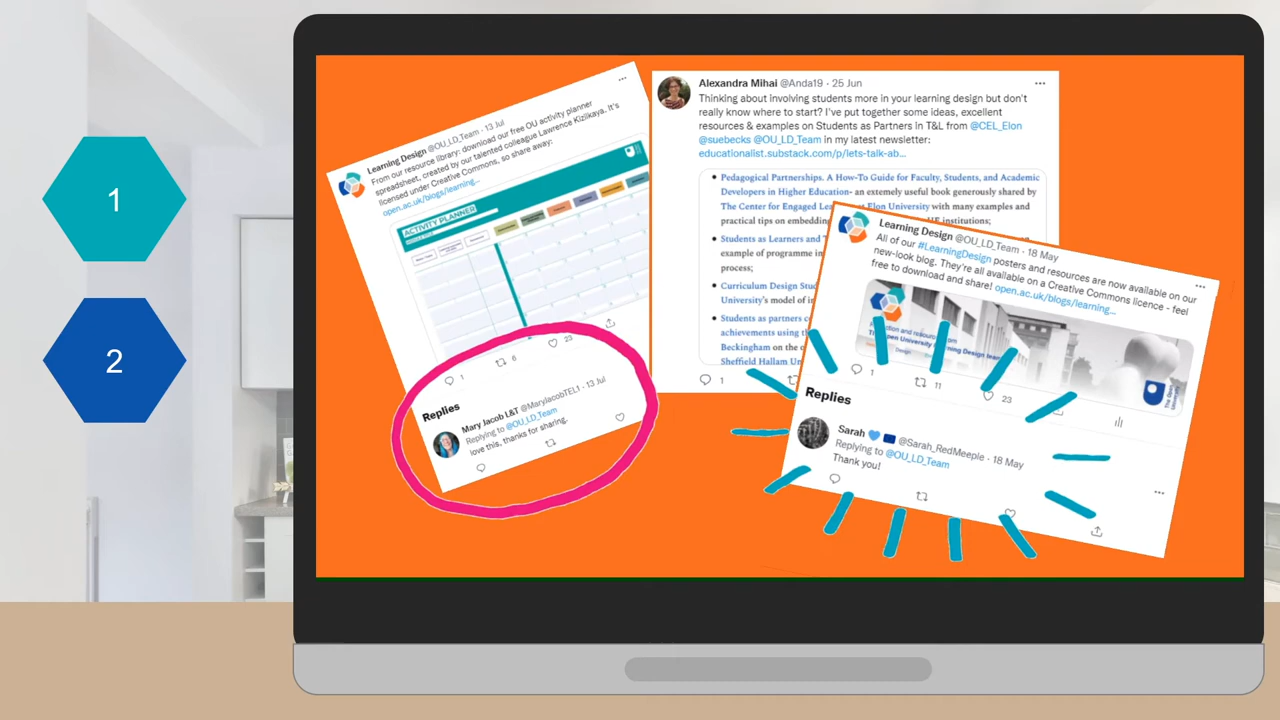 1
2
Learning Design @OU_LD_Team · 13 Jul
From our resource library: download our free OU activity planner
spreadsheet, created by our talented colleague Lawrence Kizilkaya. It's
licensed under Creative Commons, so share away:
open.ac.uk/blogs/learning...
ACTIVITY PLANNER
1
6
23
Replies
Mary Jacob L&T @MaryJacobTEL1 · 13 Jul
Replying to @OU_LD_Team
love this, thanks for sharing.
Alexandra Mihai @Anda19 · 25 Jun
Thinking about involving students more in your learning design but don't
really know where to start? I've put together some ideas, excellent
resources & examples on Students as Partners in T&L from @CEL_Elon
@suebecks @OU_LD_Team in my latest newsletter:
educationalist.substack.com/p/lets-talk-ab...
Pedagogical Partnerships. A How-To Guide for Faculty, Students, and Academic
Developers in Higher Education- an extremely useful book generously shared by
The Center for Engaged Lea Elon University with many examples and
practical tips on embedding HE institutions;
Students as Learners and T
example of programme in
process;
Curriculum Design Stud
University's model of i
Students as partners c
achievements using th
Beckingham on the
Sheffield Hallam Un
1
Learning Design @OU_LD_Team · 18 May
All of our #LearningDesign posters and resources are now available on our
new-look blog. They're all available on a Creative Commons licence - feel
free to download and share! open.ac.uk/blogs/learning...
Design
The Open University
1
11
23
Replies
Sarah @Sarah_RedMeeple · 18 May
Replying to @OU_LD_Team
Thank you!